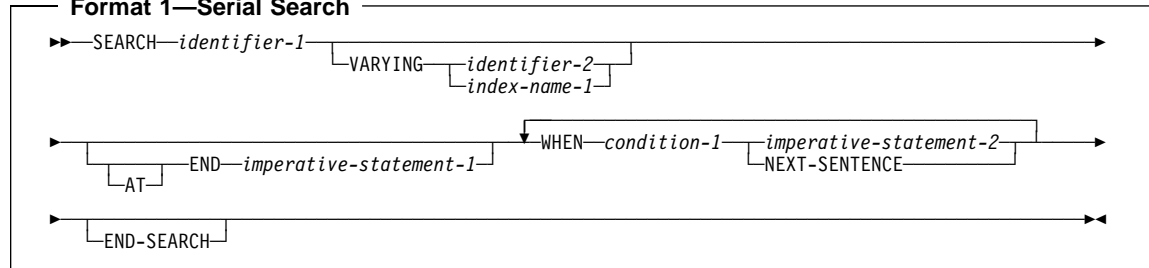 Format 1—Serial Search
SEARCH identifier-1
VARYING identifier-2
index-name-1
AT END imperative-statement-1
WHEN condition-1 imperative-statement-2
NEXT-SENTENCE
END-SEARCH